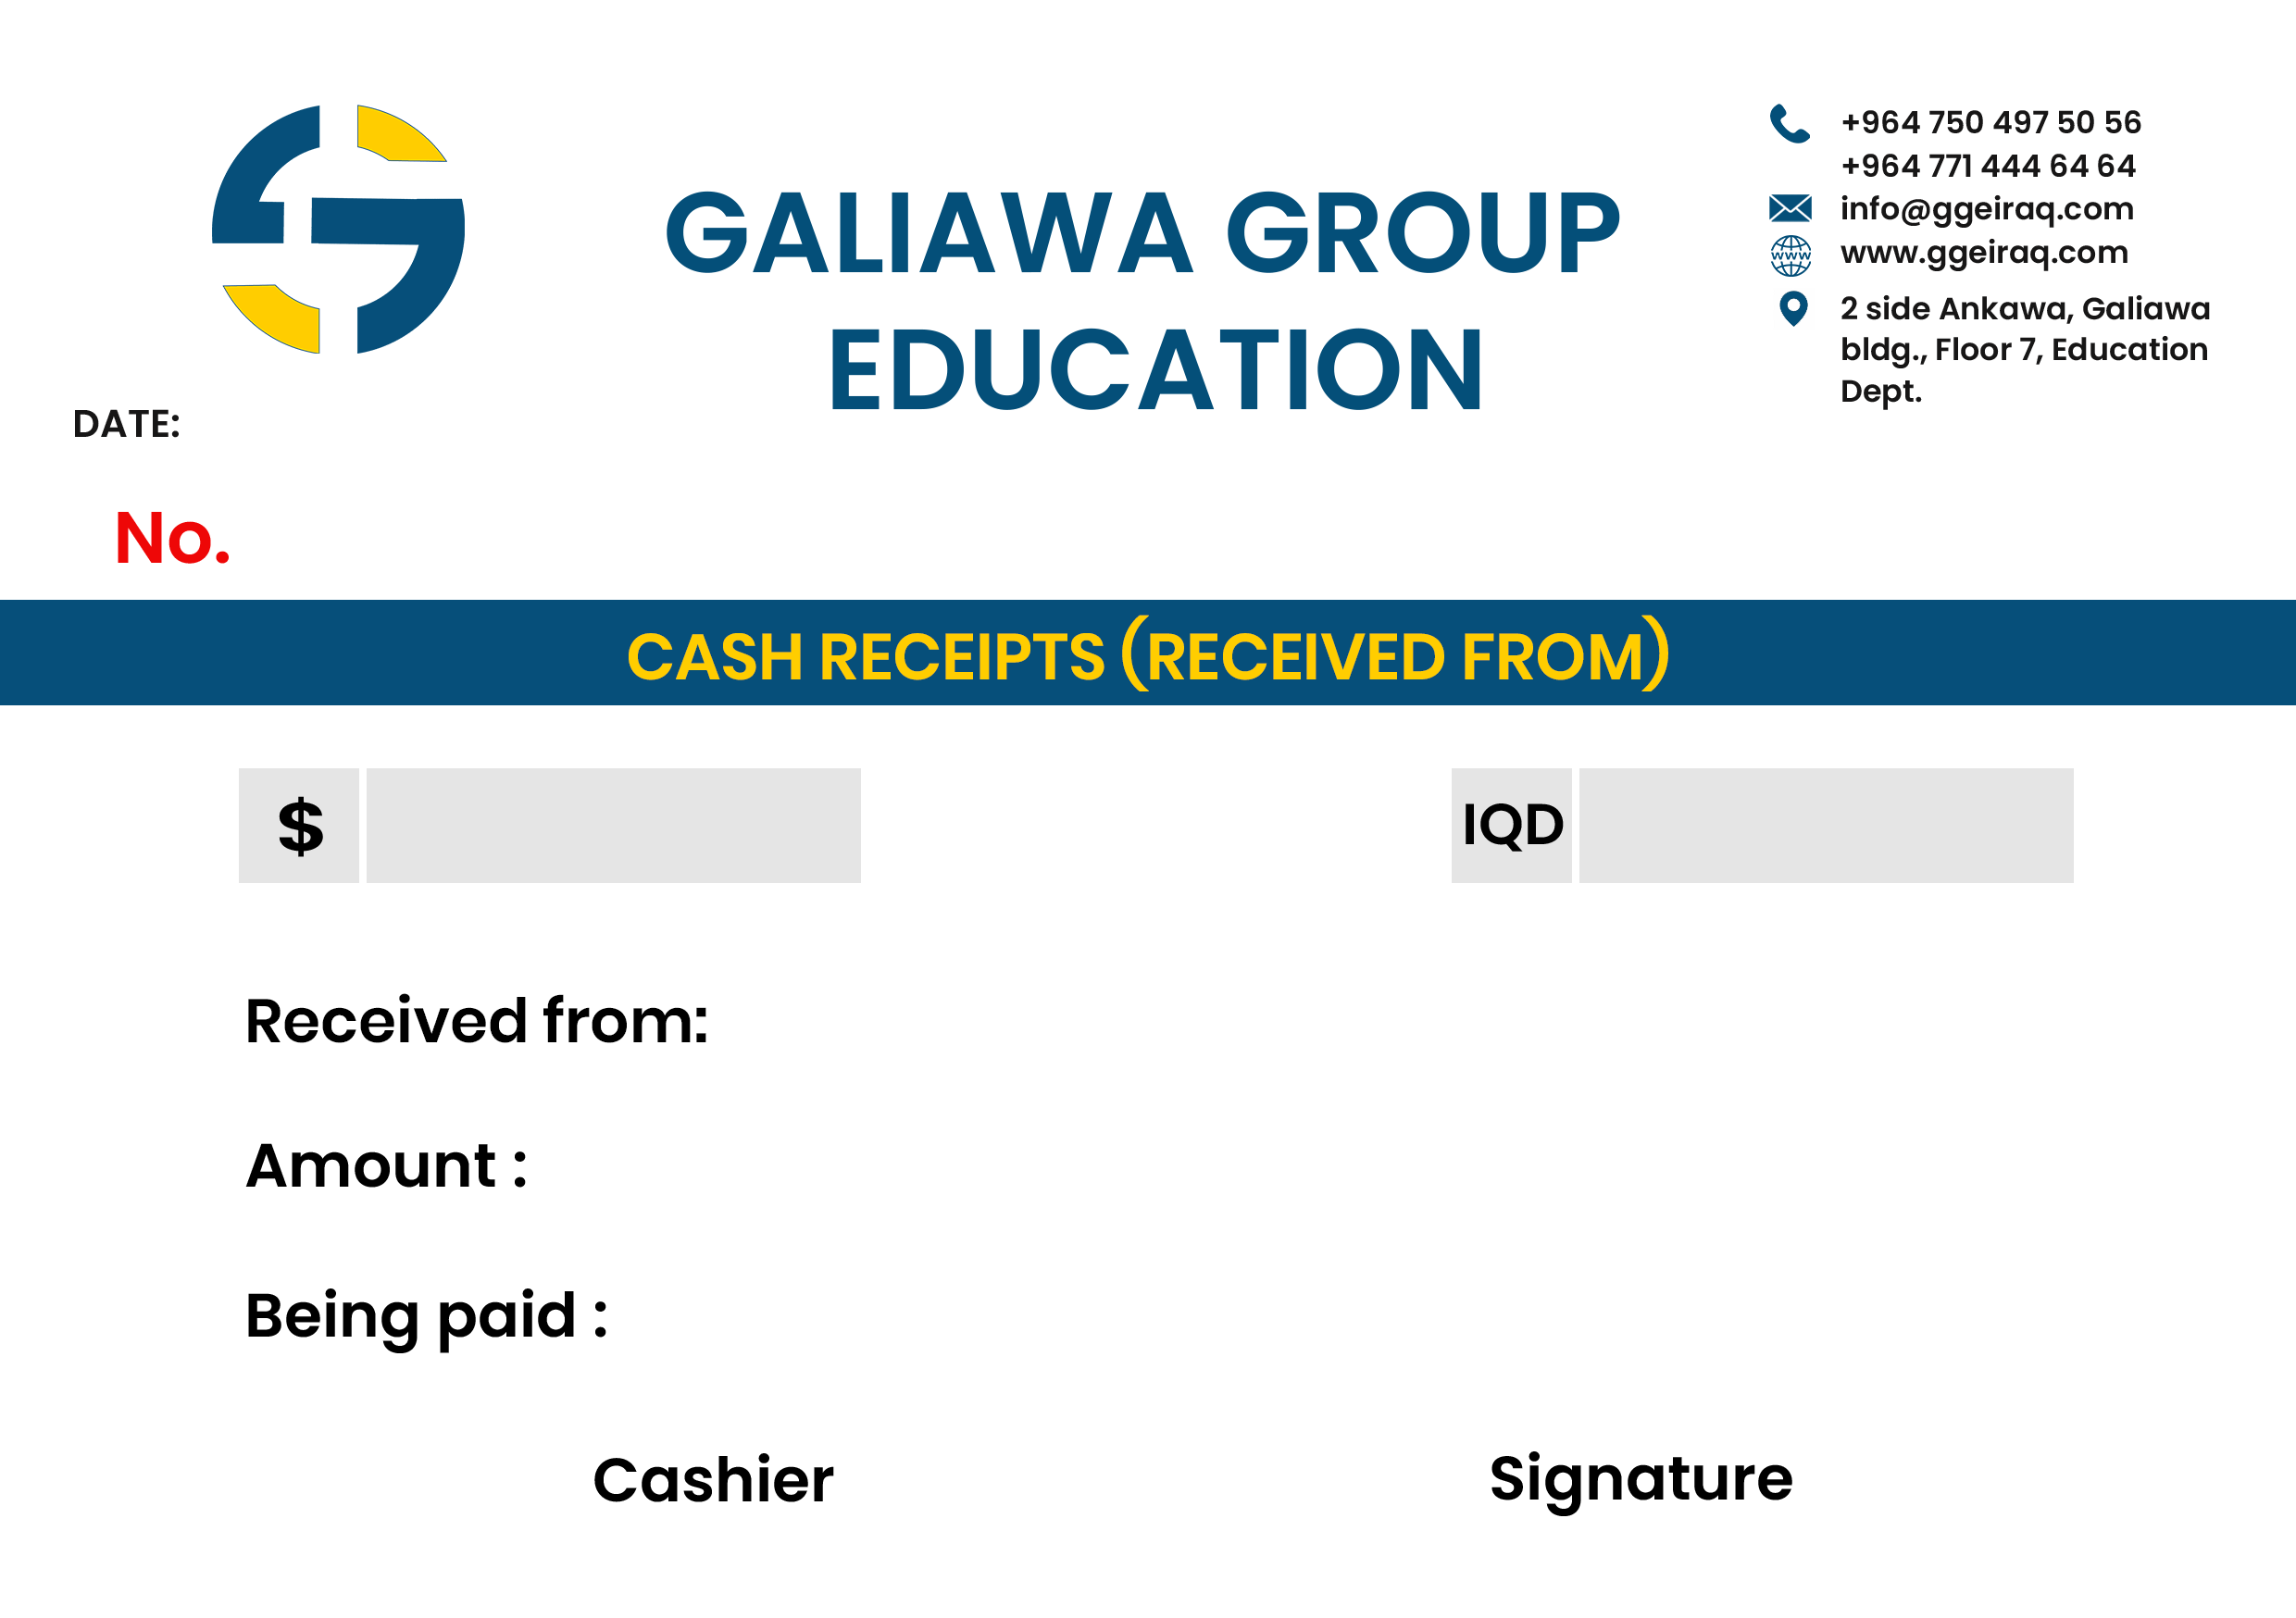 GALIAWA GROUP
EDUCATION
+964 750 497 50 56
+964 771 444 64 64
info@ggeiraq.com
www
www.ggeiraq.com
2 side Ankawa, Galiawa
bldg., Floor 7, Education
Dept.
DATE:
No.
CASH RECEIPTS (RECEIVED FROM)
$
IQD
Received from:
Amount :
Being paid :
Cashier
Signature